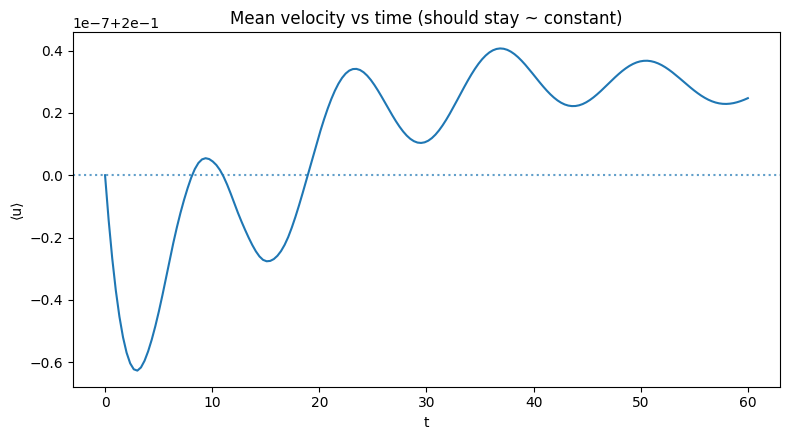 Mean velocity vs time (should stay ~ constant)
1e−7+2e−1
0.4
0.2
0.0
−0.2
−0.4
−0.6
⟨u⟩
0 10 20 30 40 50 60
t